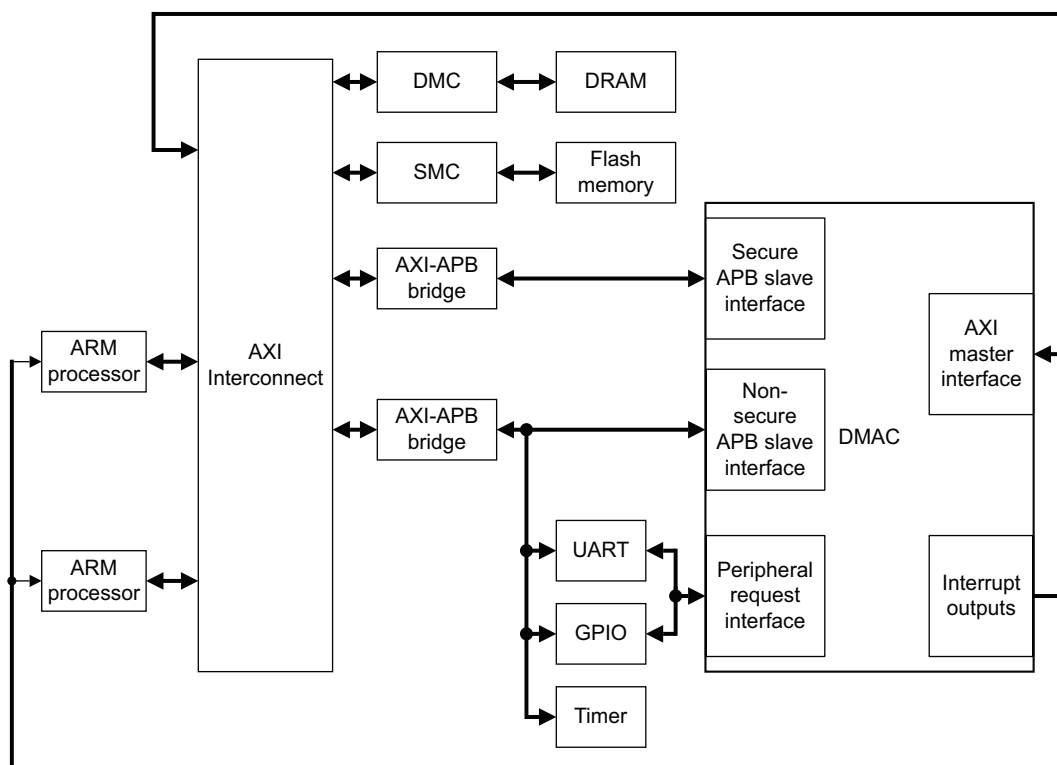 DMC
DRAM
SMC
Flash
memory
AXI-APB
bridge
Secure
APB slave
interface
AXI
master
interface
ARM
processor
AXI
Interconnect
AXI-APB
bridge
Non-
secure
APB slave
interface
DMAC
UART
GPIO
Timer
Peripheral
request
interface
Interrupt
outputs
ARM
processor